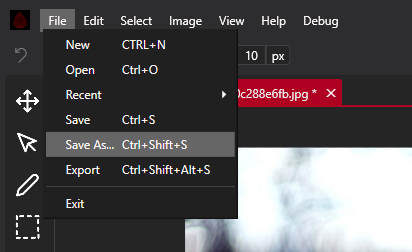 File Edit Select Image View Help Debug
10 px
New CTRL+N
Open Ctrl+O
Recent
Save Ctrl+S
Save As... Ctrl+Shift+S
Export Ctrl+Shift+Alt+S
Exit
c288e6fb.jpg *